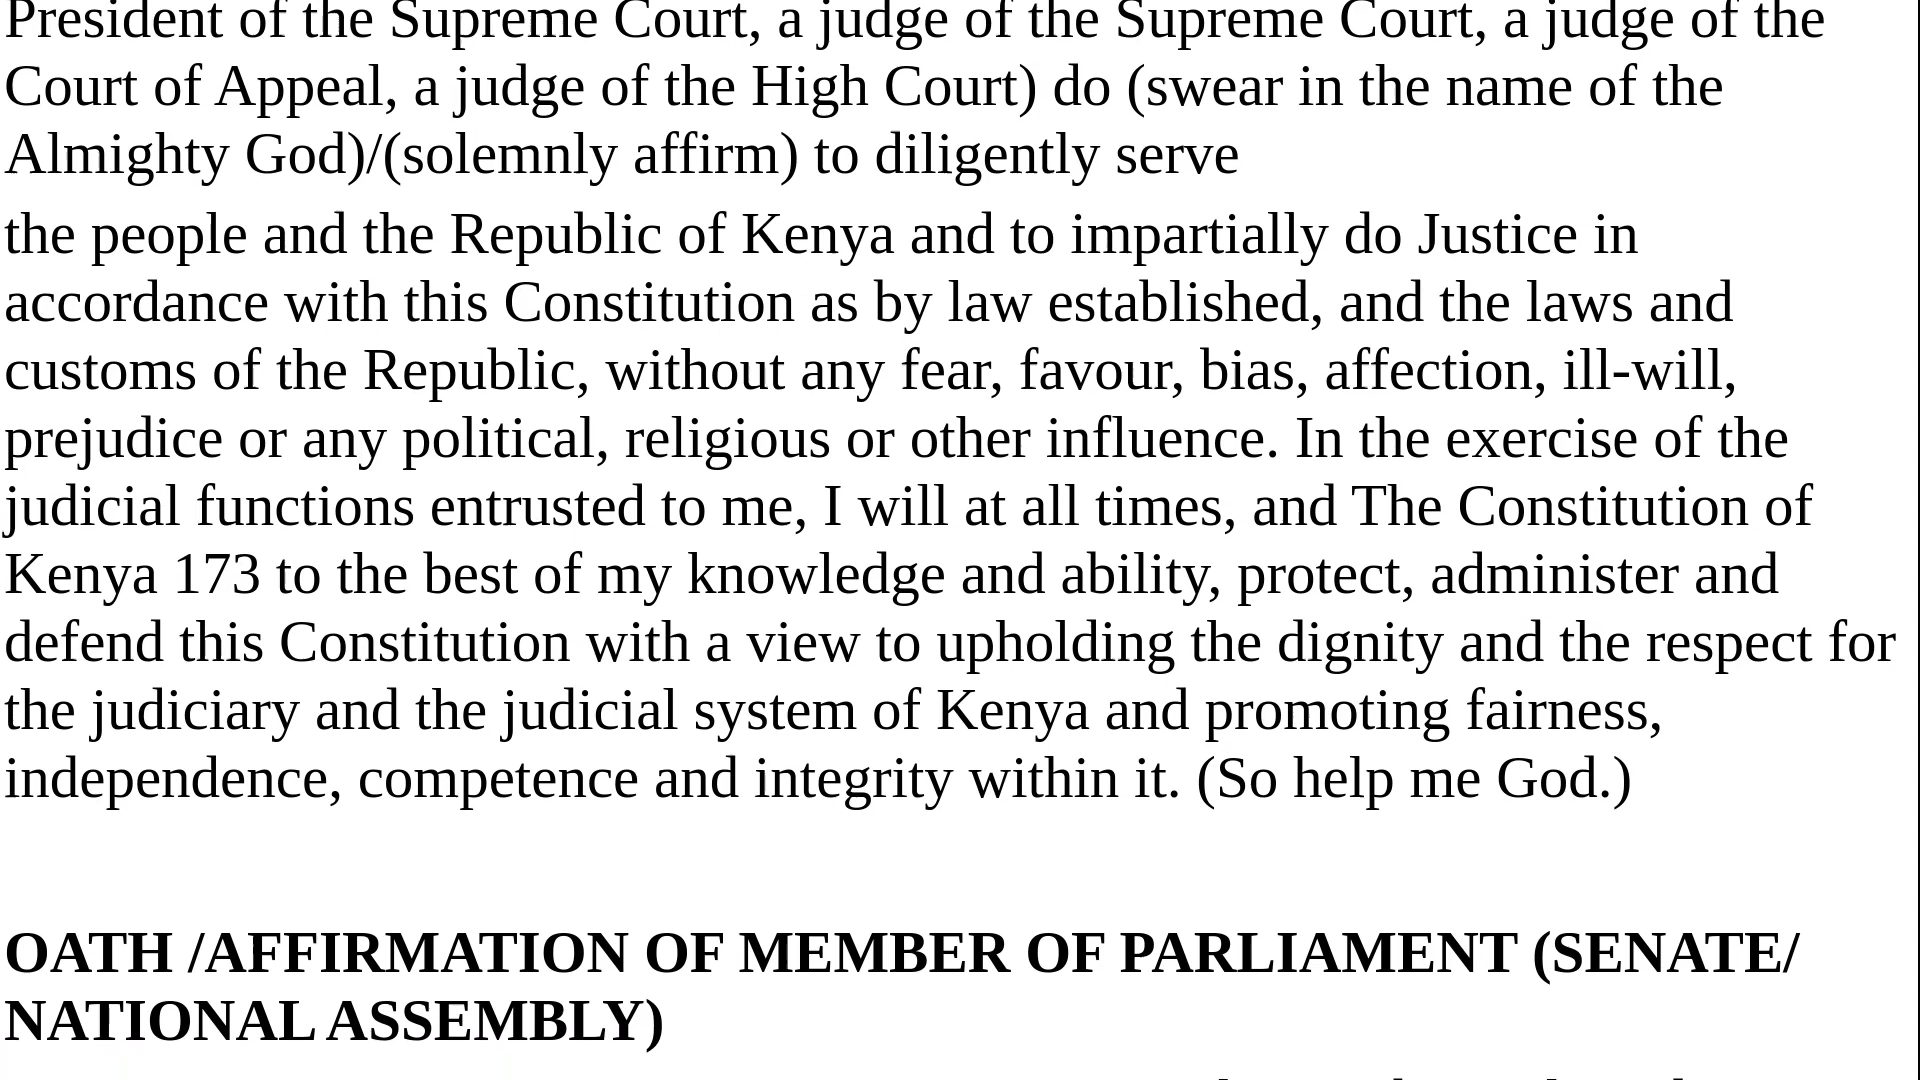 President of the Supreme Court, a judge of the Supreme Court, a judge of the
Court of Appeal, a judge of the High Court) do (swear in the name of the
Almighty God)/(solemnly affirm) to diligently serve
the people and the Republic of Kenya and to impartially do Justice in
accordance with this Constitution as by law established, and the laws and
customs of the Republic, without any fear, favour, bias, affection, ill-will,
prejudice or any political, religious or other influence. In the exercise of the
judicial functions entrusted to me, I will at all times, and The Constitution of
Kenya 173 to the best of my knowledge and ability, protect, administer and
defend this Constitution with a view to upholding the dignity and the respect for
the judiciary and the judicial system of Kenya and promoting fairness,
independence, competence and integrity within it. (So help me God.)
OATH /AFFIRMATION OF MEMBER OF PARLIAMENT (SENATE/
NATIONAL ASSEMBLY)